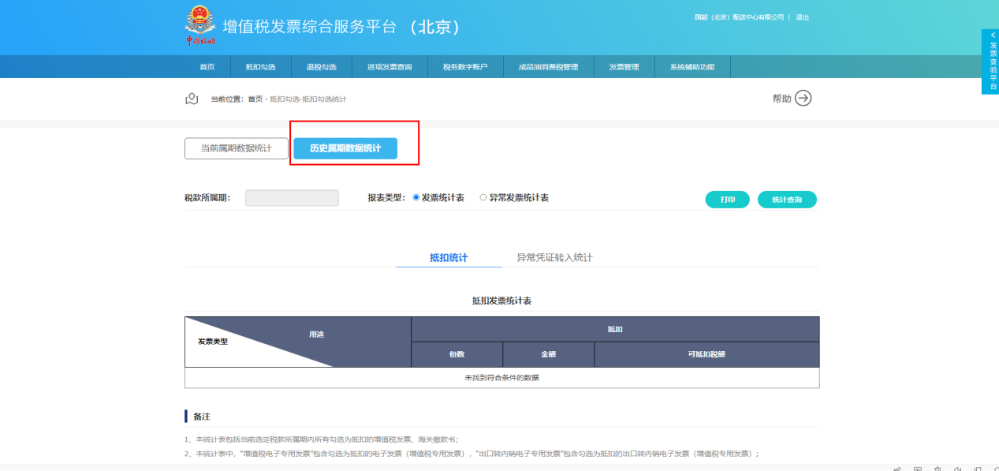 国能（北京）配送中心有限公司 | 退出
中国税务
增值税发票综合服务平台 （北京）
< 发票查验平台
首页 抵扣勾选 退税勾选 进项发票查询 税务数字账户 成品油消费税管理 发票管理 系统辅助功能
当前位置：首页 - 抵扣勾选-抵扣勾选统计
帮助
当前属期数据统计 历史属期数据统计
税款所属期： 报表类型： 发票统计表 异常发票统计表 打印 统计查询
抵扣统计 异常凭证转入统计
抵扣发票统计表
用途 抵扣
发票类型
份数 金额 可抵扣税额
未找到符合条件的数据
备注
1、本统计表包括当前选定税款所属期内所有勾选为抵扣的增值税发票、海关缴款书；
2、本统计表中，“增值税电子专用发票”包含勾选为抵扣的电子发票（增值税专用发票），“出口转内销电子专用发票”包含勾选为抵扣的出口转内销电子发票（增值税专用发票）；